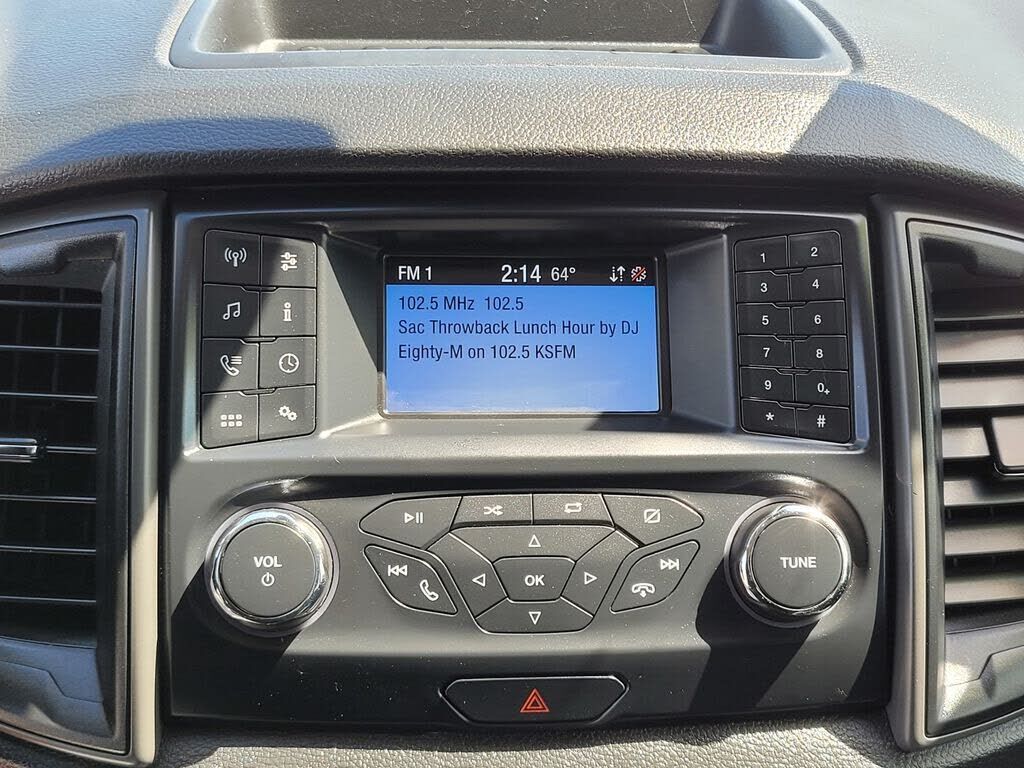 FM 1 2:14 64°
102.5 MHz 102.5
Sac Throwback Lunch Hour by DJ
Eighty-M on 102.5 KSFM
1 2
3 4
5 6
7 8
9 0+
* #
VOL
OK
TUNE